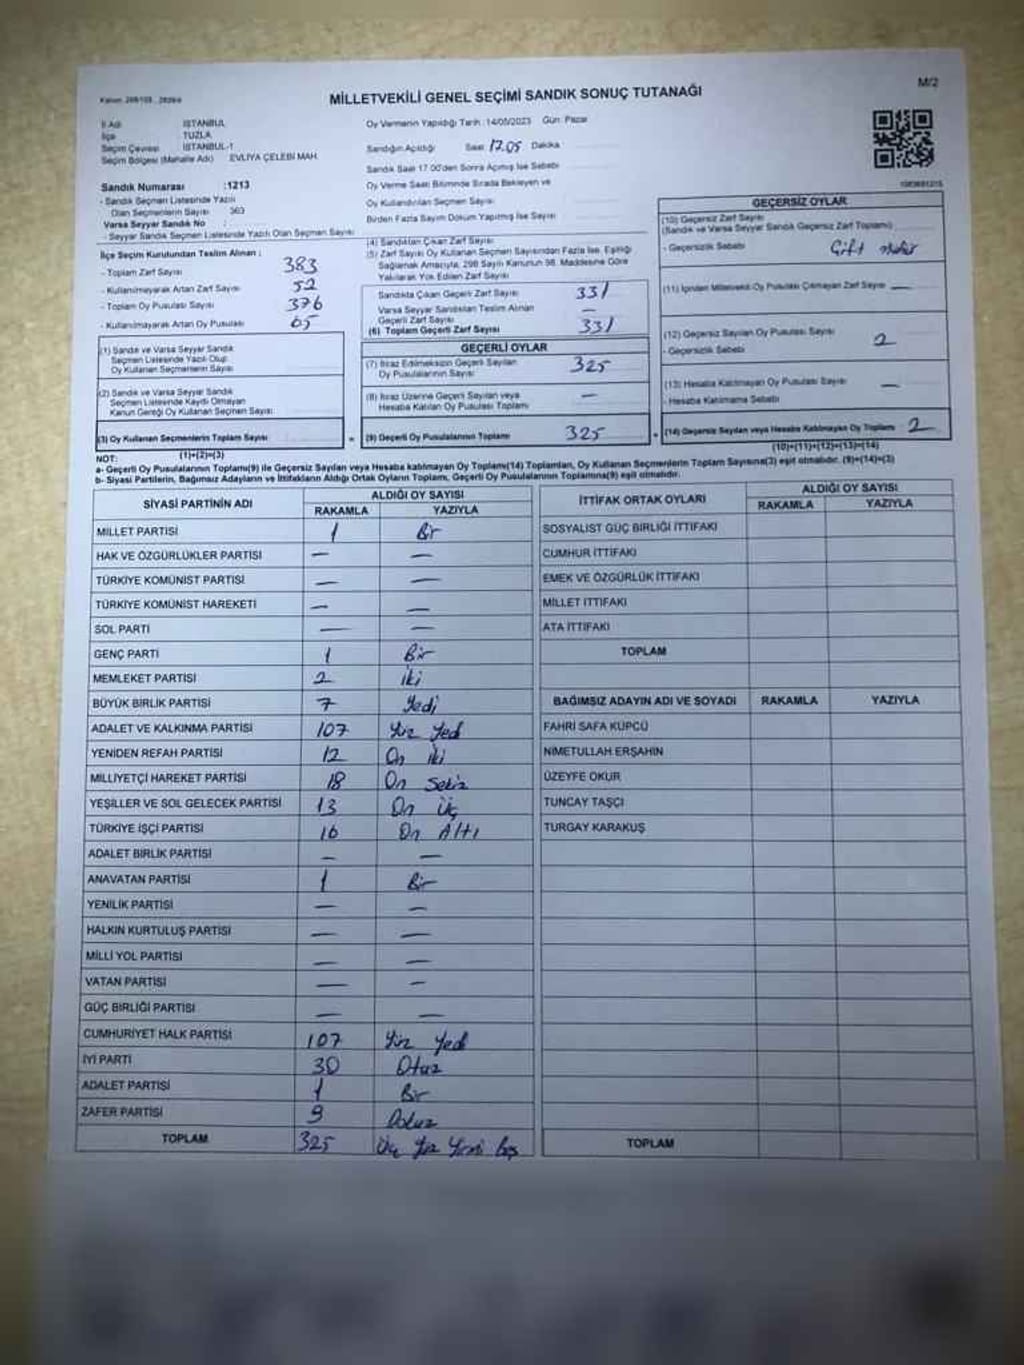 M/2
MİLLETVEKİLİ GENEL SEÇİMİ SANDIK SONUÇ TUTANAĞI
İl Adı İSTANBUL
İlçe TUZLA
Seçim Çevresi İSTANBUL-1
Seçim Bölgesi (Mahalle Adı) EVLİYA ÇELEBİ MAH.
Sandık Numarası :1213
- Sandık Seçmen Listesinde Yazılı
Olan Seçmenlerin Sayısı 363
Varsa Seyyar Sandık No :
- Seyyar Sandık Seçmen Listesinde Yazılı Olan Seçmen Sayısı
Oy Vermenin Yapıldığı Tarih :14/05/2023 Gün: Pazar
Sandığın Açıldığı Saat 17.05 Dakika
Sandık Saat 17.00'den Sonra Açılmış İse Sebebi
Oy Verme Saati Bitiminde Sırada Bekleyen ve
Oy Kullandırılan Seçmen Sayısı
Birden Fazla Sayım Döküm Yapılmış İse Sayısı
İlçe Seçim Kurulundan Teslim Alınan :
- Toplam Zarf Sayısı 383
- Kullanılmayarak Artan Zarf Sayısı 52
- Toplam Oy Pusulası Sayısı 376
- Kullanılmayarak Artan Oy Pusulası 65
(1) Sandık ve Varsa Seyyar Sandık
Seçmen Listesinde Yazılı Olup
Oy Kullanan Seçmenlerin Sayısı
(2) Sandık ve Varsa Seyyar Sandık
Seçmen Listesinde Kaydı Olmayan
Kanun Gereği Oy Kullanan Seçmen Sayısı
(3) Oy Kullanan Seçmenlerin Toplam Sayısı
(1)+(2)=(3)
(4) Sandıktan Çıkan Zarf Sayısı
(5) Zarf Sayısı Oy Kullanan Seçmen Sayısından Fazla İse, Eşitliği
Sağlamak Amacıyla, 298 Sayılı Kanunun 98. Maddesine Göre
Yakılarak Yok Edilen Zarf Sayısı
Sandıkta Çıkan Geçerli Zarf Sayısı 331
Varsa Seyyar Sandıktan Teslim Alınan
Geçerli Zarf Sayısı —
(6) Toplam Geçerli Zarf Sayısı 331
GEÇERLİ OYLAR
(7) İtiraz Edilmeksizin Geçerli Sayılan
Oy Pusulalarının Sayısı 325
(8) İtiraz Üzerine Geçerli Sayılan veya
Hesaba Katılan Oy Pusulaları Toplamı —
(9) Geçerli Oy Pusulalarının Toplamı 325
GEÇERSİZ OYLAR
(10) Geçersiz Zarf Sayısı
(Sandık ve Varsa Seyyar Sandık Geçersiz Zarf Toplamı)
- Geçersizlik Sebebi Çift
(11) İçinden Milletvekili Oy Pusulası Çıkmayan Zarf Sayısı —
(12) Geçersiz Sayılan Oy Pusulası Sayısı 2
- Geçersizlik Sebebi
(13) Hesaba Katılmayan Oy Pusulası Sayısı —
- Hesaba Katılmama Sebebi
(14) Geçersiz Sayılan veya Hesaba Katılmayan Oy Toplamı 2
(10)+(11)+(12)+(13)=(14)
NOT:
a- Geçerli Oy Pusulalarının Toplamı(9) ile Geçersiz Sayılan veya Hesaba katılmayan Oy Toplamı(14) Toplamları, Oy Kullanan Seçmenlerin Toplam Sayısına(3) eşit olmalıdır. (9)+(14)=(3)
b- Siyasi Partilerin, Bağımsız Adayların ve İttifakların Aldığı Ortak Oyların Toplamı, Geçerli Oy Pusulalarının Toplamına(9) eşit olmalıdır.
SİYASİ PARTİNİN ADI ALDIĞI OY SAYISI
RAKAMLA YAZIYLA
MİLLET PARTİSİ 1 Bir
HAK VE ÖZGÜRLÜKLER PARTİSİ — —
TÜRKİYE KOMÜNİST PARTİSİ — —
TÜRKİYE KOMÜNİST HAREKETİ — —
SOL PARTİ — —
GENÇ PARTİ 1 Bir
MEMLEKET PARTİSİ 2 iki
BÜYÜK BİRLİK PARTİSİ 7 Yedi
ADALET VE KALKINMA PARTİSİ 107 Yüz Yedi
YENİDEN REFAH PARTİSİ 12 On iki
MİLLİYETÇİ HAREKET PARTİSİ 18 On Sekiz
YEŞİLLER VE SOL GELECEK PARTİSİ 13 On Üç
TÜRKİYE İŞÇİ PARTİSİ 16 On Altı
ADALET BİRLİK PARTİSİ — —
ANAVATAN PARTİSİ 1 Bir
YENİLİK PARTİSİ — —
HALKIN KURTULUŞ PARTİSİ — —
MİLLİ YOL PARTİSİ — —
VATAN PARTİSİ — —
GÜÇ BİRLİĞİ PARTİSİ — —
CUMHURİYET HALK PARTİSİ 107 Yüz Yedi
İYİ PARTİ 30 Otuz
ADALET PARTİSİ 1 Bir
ZAFER PARTİSİ 9 Dokuz
TOPLAM 325 Üç Yüz Yirmi beş
İTTİFAK ORTAK OYLARI ALDIĞI OY SAYISI
RAKAMLA YAZIYLA
SOSYALİST GÜÇ BİRLİĞİ İTTİFAKI
CUMHUR İTTİFAKI
EMEK VE ÖZGÜRLÜK İTTİFAKI
MİLLET İTTİFAKI
ATA İTTİFAKI
TOPLAM
BAĞIMSIZ ADAYIN ADI VE SOYADI RAKAMLA YAZIYLA
FAHRİ SAFA KÜPCÜ
NİMETULLAH ERŞAHİN
ÜZEYFE OKUR
TUNCAY TAŞÇI
TURGAY KARAKUŞ
TOPLAM